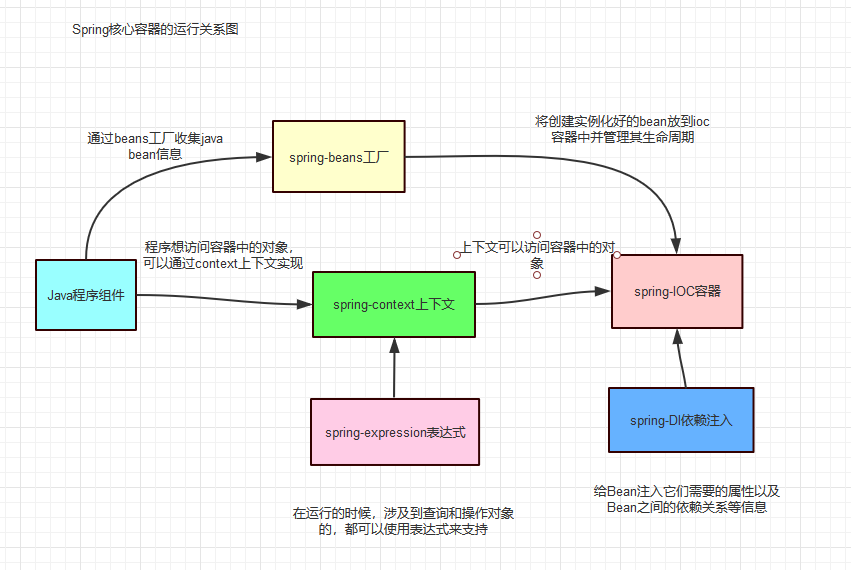 Spring核心容器的运行关系图
通过beans工厂收集java
bean信息
spring-beans工厂
将创建实例化好的bean放到ioc
容器中并管理其生命周期
程序想访问容器中的对象，
可以通过context上下文实现
上下文可以访问容器中的对
象
Java程序组件
spring-context上下文
spring-IOC容器
spring-expression表达式
spring-DI依赖注入
在运行的时候，涉及到查询和操作对象
的，都可以使用表达式来支持
给Bean注入它们需要的属性以及
Bean之间的依赖关系等信息